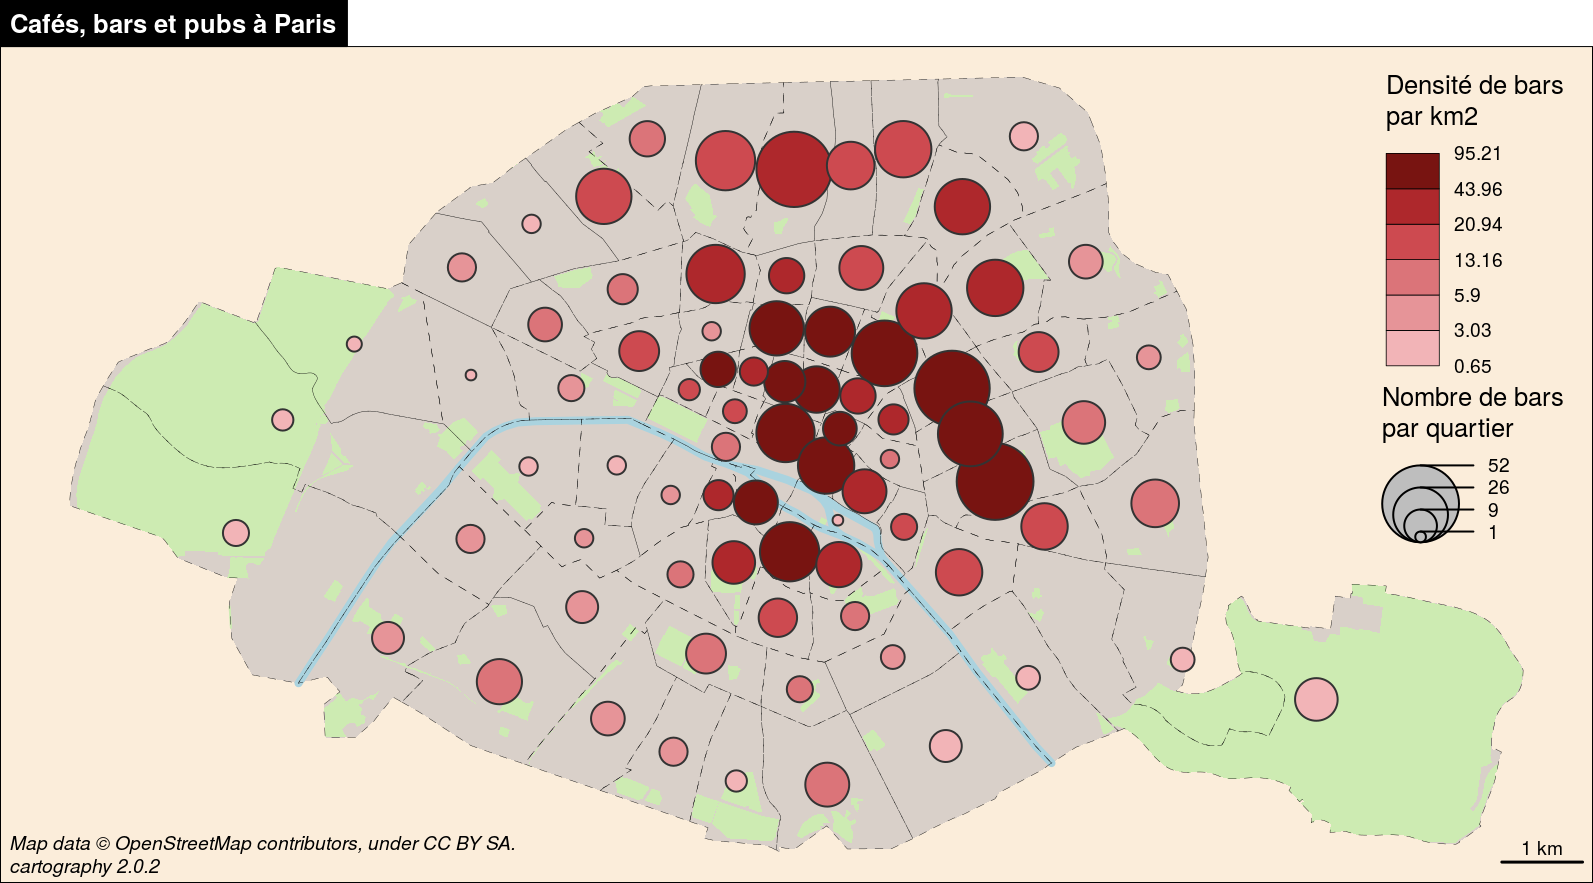 Cafés, bars et pubs à Paris
Densité de bars
par km2
95.21
43.96
20.94
13.16
5.9
3.03
0.65
Nombre de bars
par quartier
52
26
9
1
Map data © OpenStreetMap contributors, under CC BY SA.
cartography 2.0.2
1 km